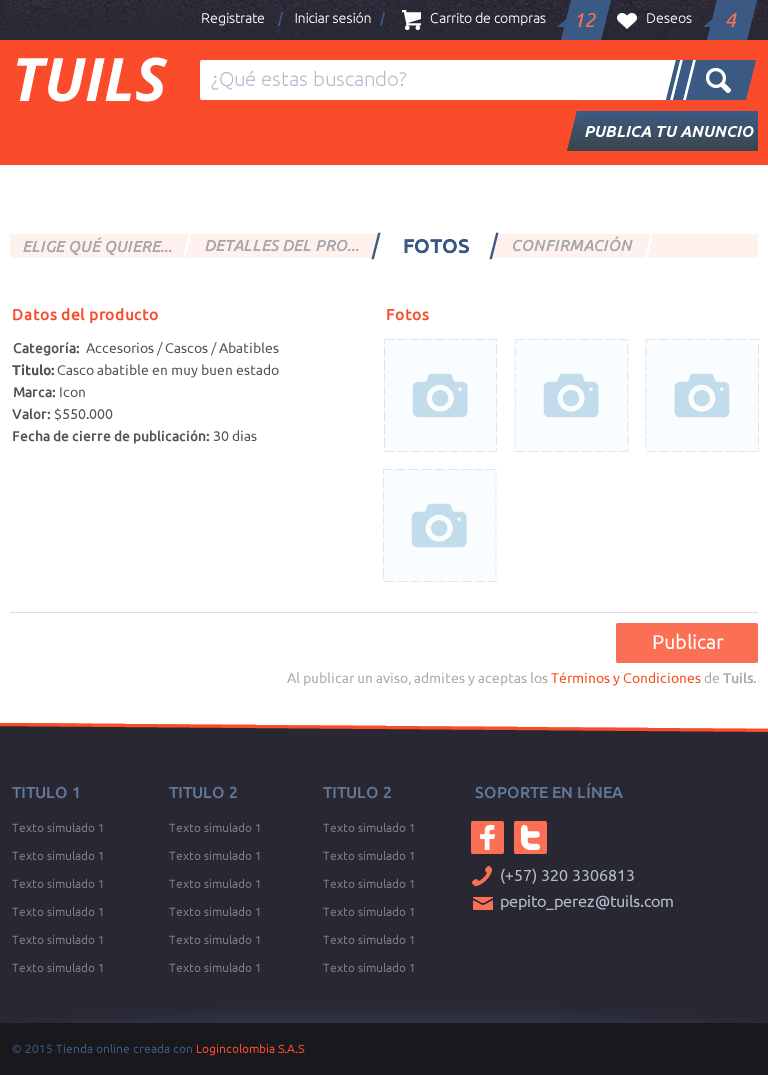 Registrate / Iniciar sesión / Carrito de compras 12 Deseos 4
TUILS
¿Qué estas buscando?
PUBLICA TU ANUNCIO
ELIGE QUÉ QUIERE... DETALLES DEL PRO... FOTOS CONFIRMACIÓN
Datos del producto
Categoría: Accesorios / Cascos / Abatibles
Titulo: Casco abatible en muy buen estado
Marca: Icon
Valor: $550.000
Fecha de cierre de publicación: 30 dias
Fotos
Publicar
Al publicar un aviso, admites y aceptas los Términos y Condiciones de Tuils.
TITULO 1
Texto simulado 1
Texto simulado 1
Texto simulado 1
Texto simulado 1
Texto simulado 1
Texto simulado 1
TITULO 2
Texto simulado 1
Texto simulado 1
Texto simulado 1
Texto simulado 1
Texto simulado 1
Texto simulado 1
TITULO 2
Texto simulado 1
Texto simulado 1
Texto simulado 1
Texto simulado 1
Texto simulado 1
Texto simulado 1
SOPORTE EN LÍNEA
(+57) 320 3306813
pepito_perez@tuils.com
© 2015 Tienda online creada con Logincolombia S.A.S